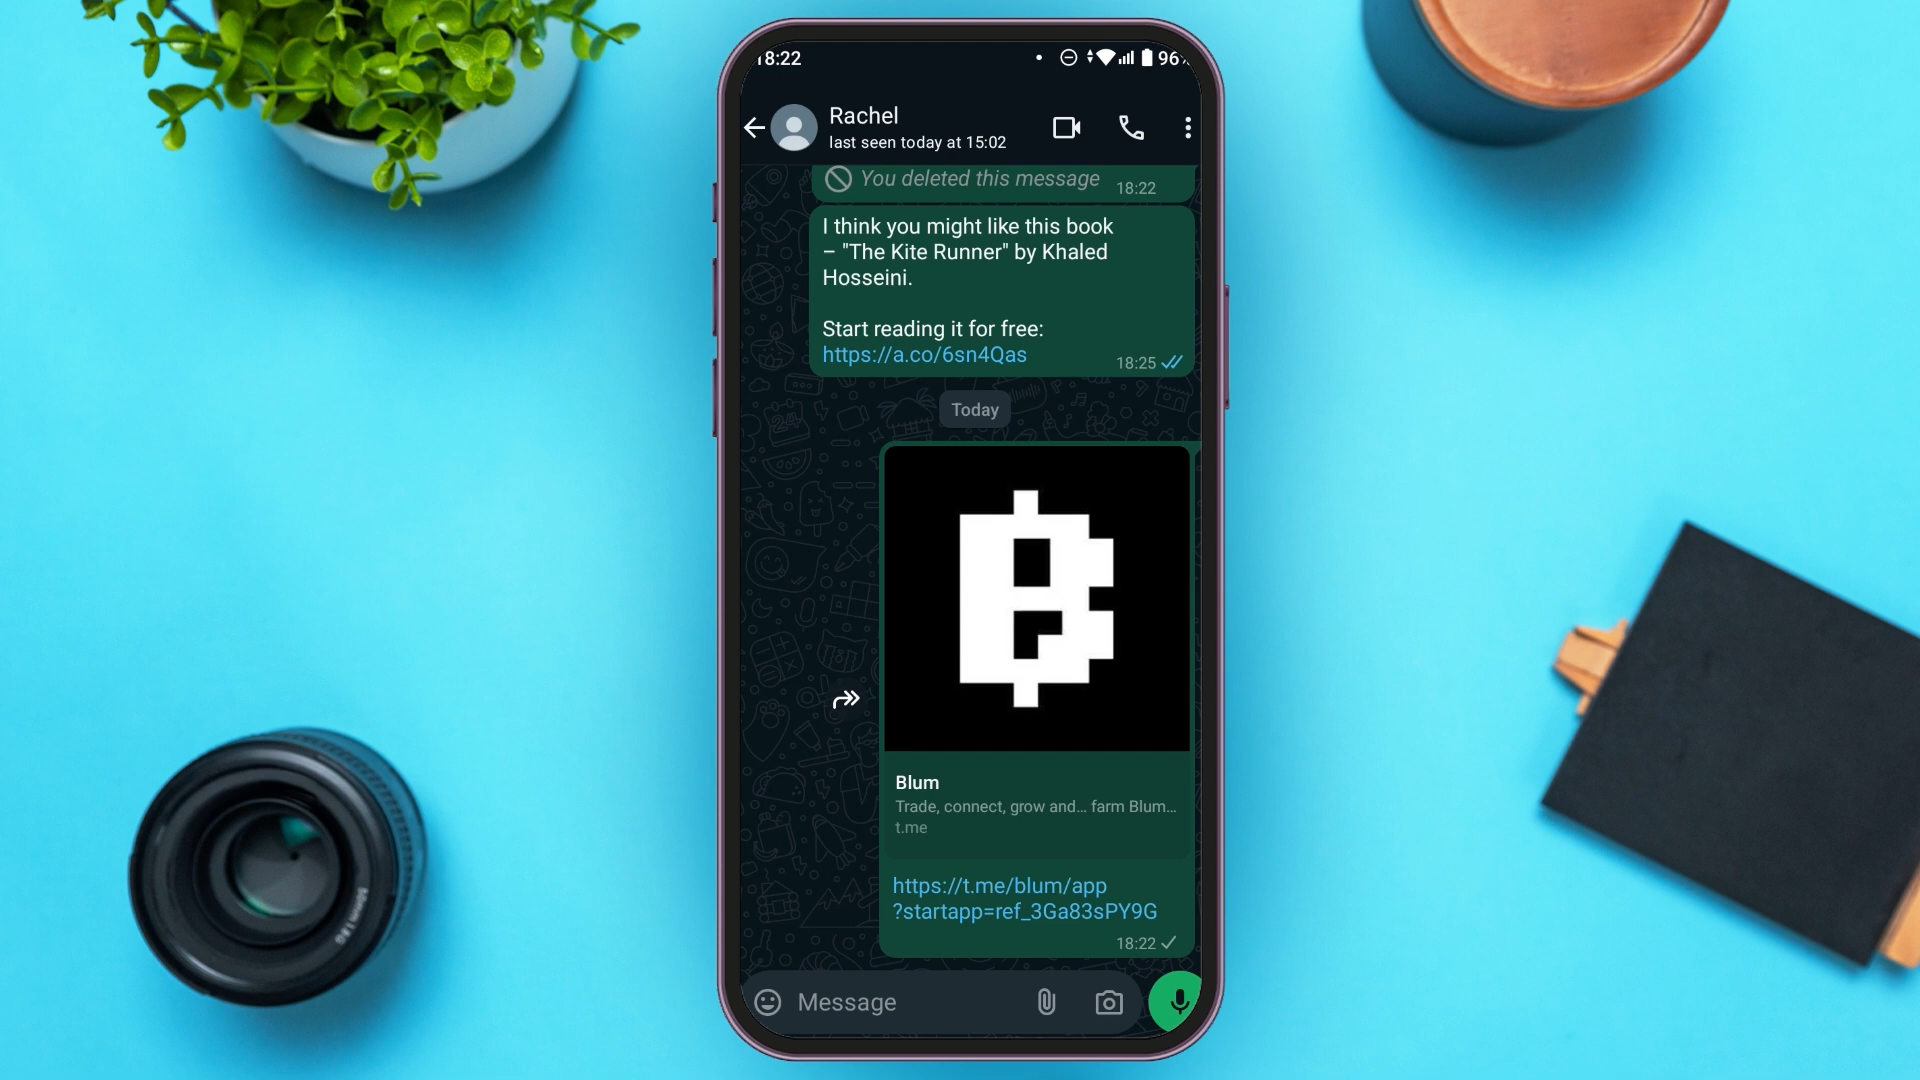 18:22
96
Rachel
last seen today at 15:02
You deleted this message
18:22
I think you might like this book
– "The Kite Runner" by Khaled
Hosseini.
Start reading it for free:
https://a.co/6sn4Qas
18:25
Today
Blum
Trade, connect, grow and… farm Blum…
t.me
https://t.me/blum/app
?startapp=ref_3Ga83sPY9G
18:22
Message